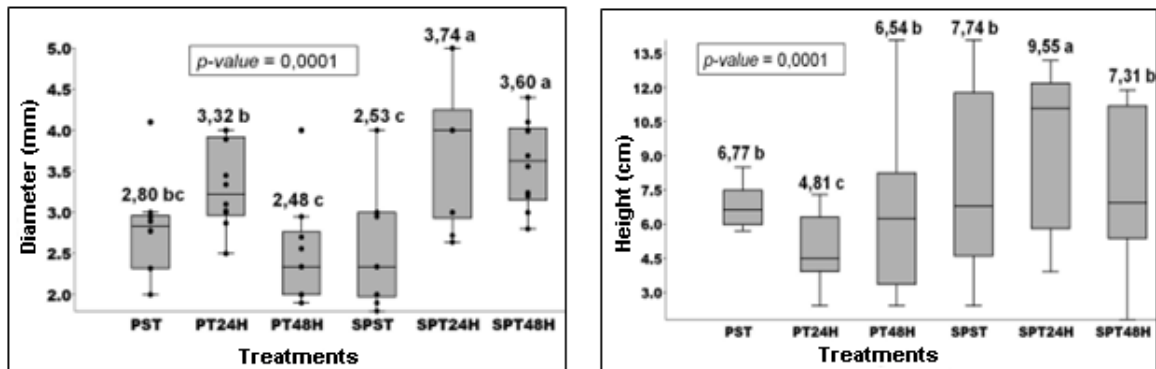 Diameter (mm)
5.0
4.5
4.0
3.5
3.0
2.5
2.0
p-value = 0,0001
2,80 bc
3,32 b
2,48 c
2,53 c
3,74 a
3,60 a
PST PT24H PT48H SPST SPT24H SPT48H
Treatments
Height (cm)
13.5
12.0
10.5
9.0
7.5
6.0
4.5
3.0
p-value = 0,0001
6,77 b
4,81 c
6,54 b
7,74 b
9,55 a
7,31 b
PST PT24H PT48H SPST SPT24H SPT48H
Treatments